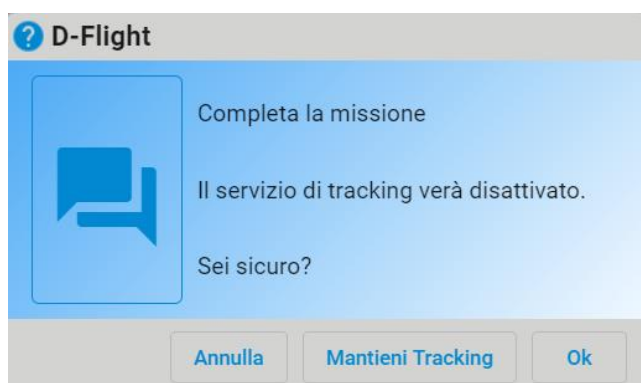 D-Flight
Completa la missione
Il servizio di tracking verà disattivato.
Sei sicuro?
Annulla
Mantieni Tracking
Ok